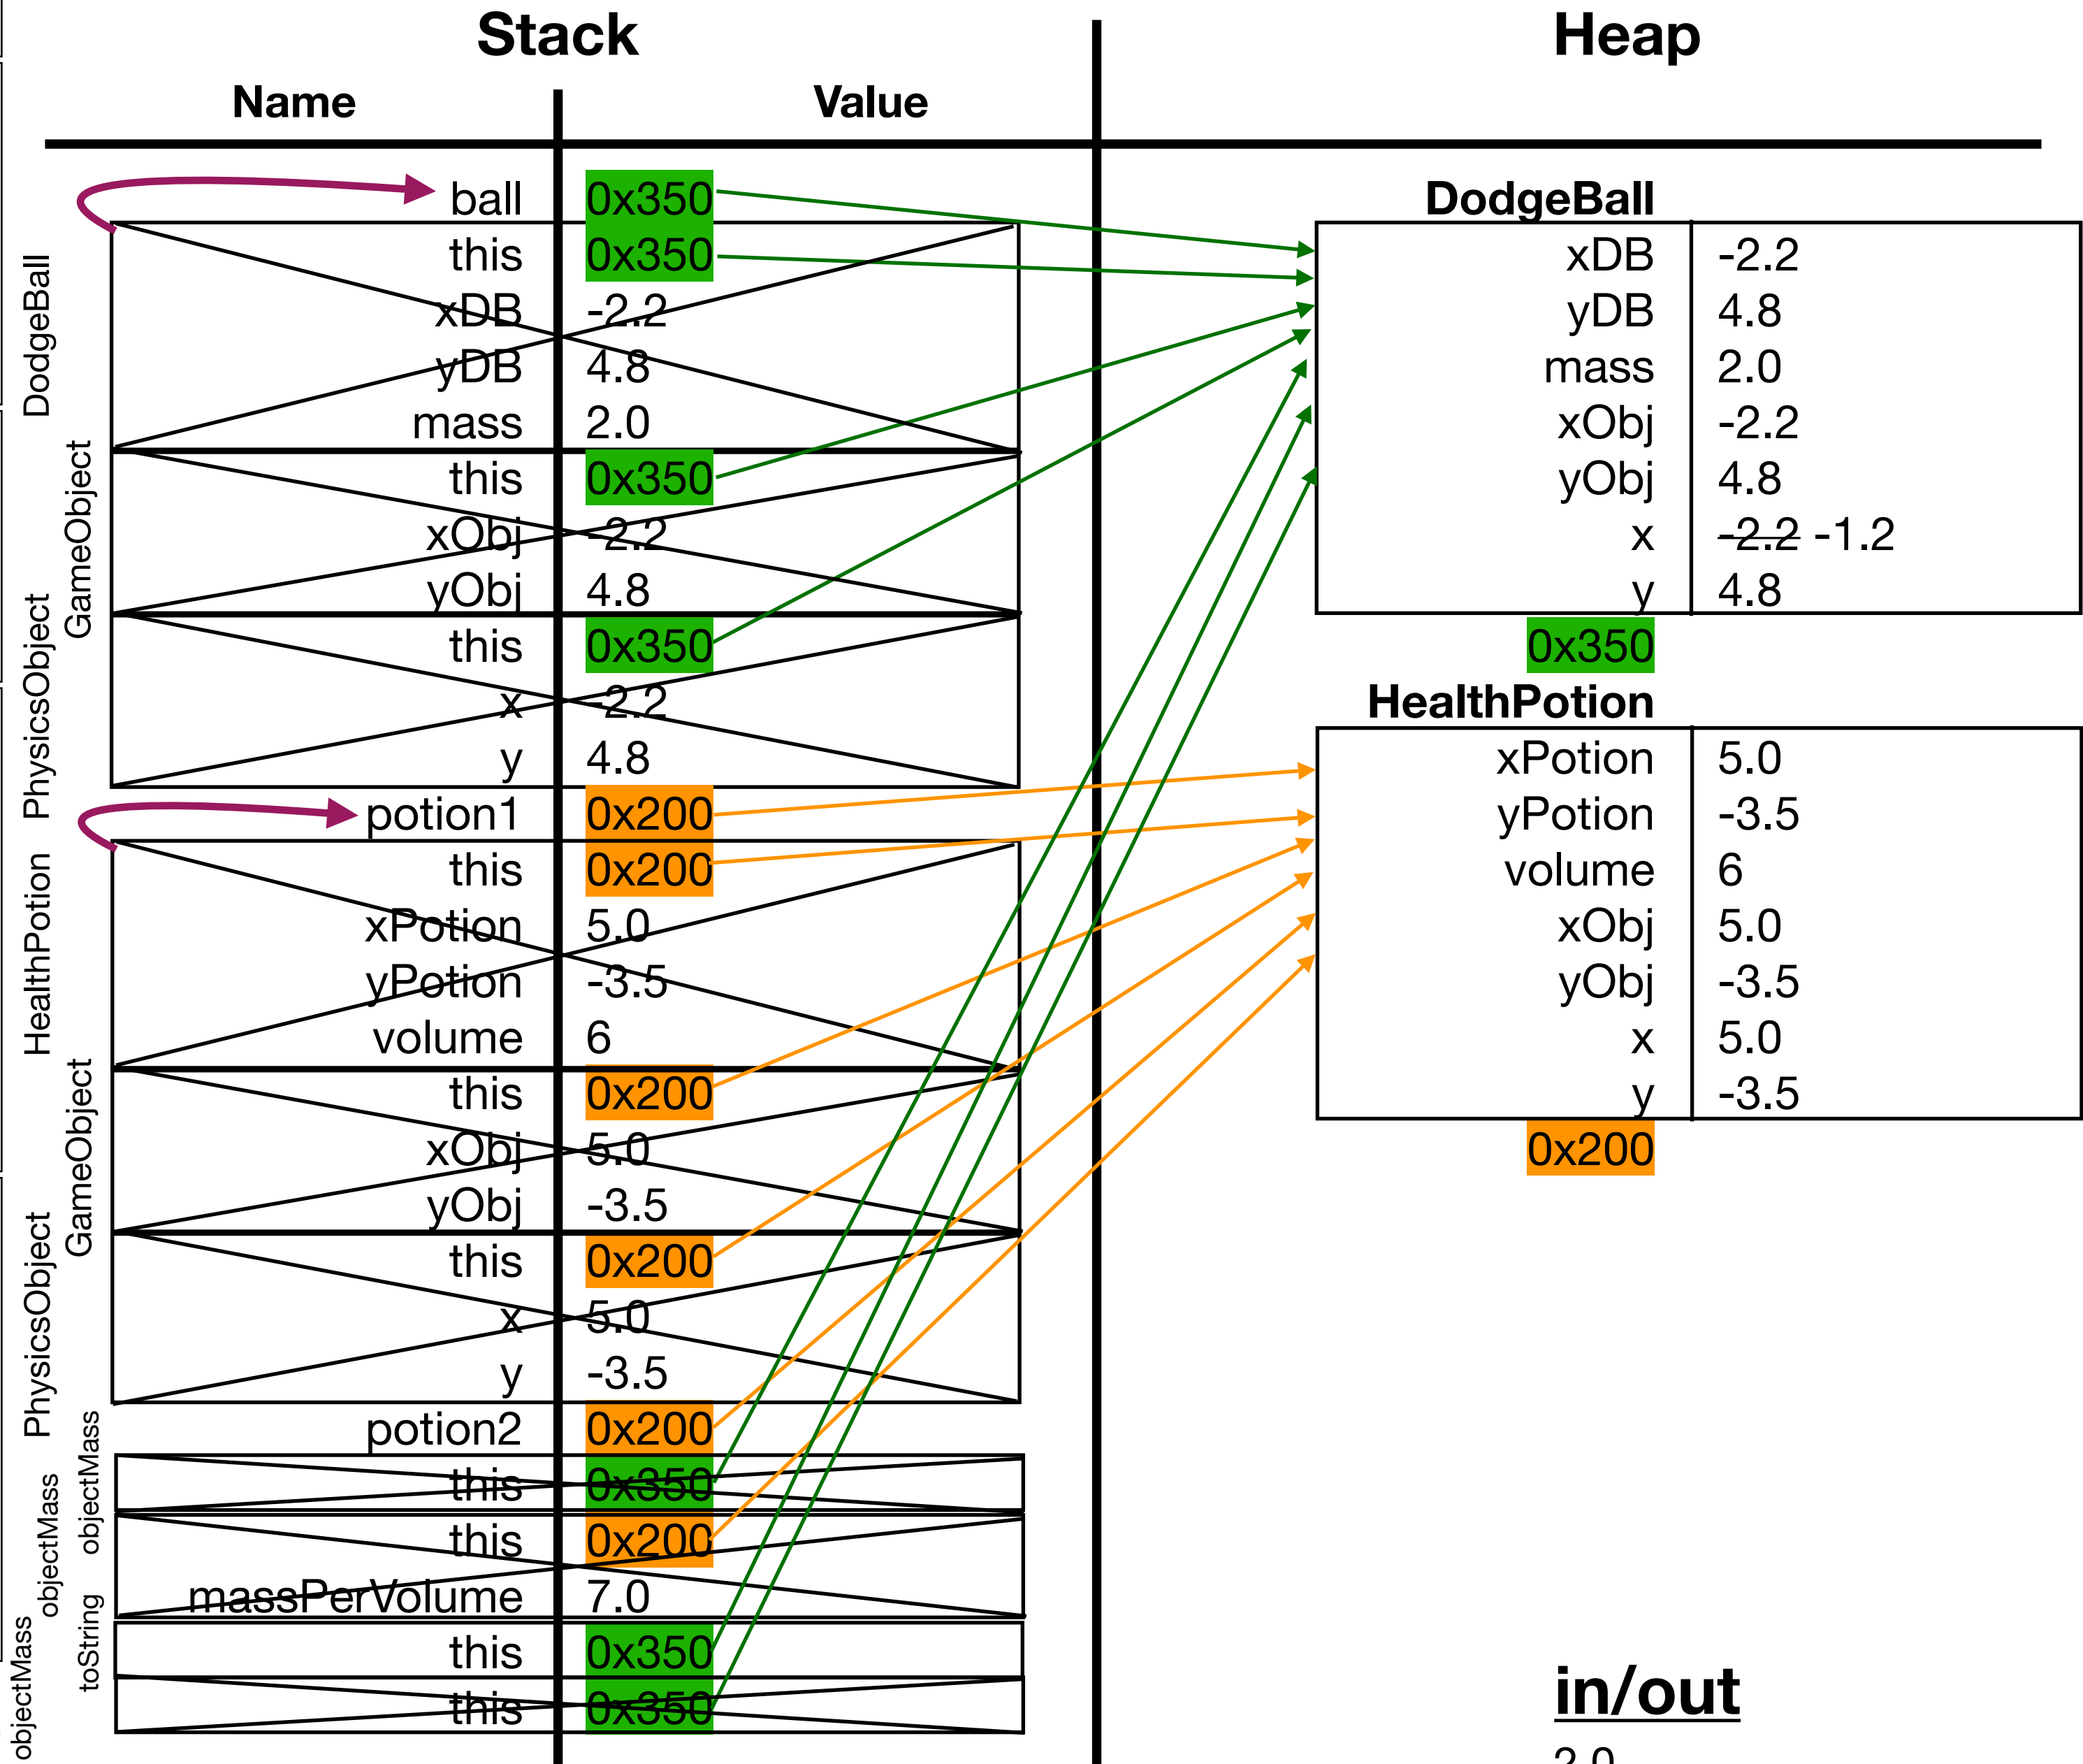 Stack Heap
Name Value
ball 0x350
this 0x350
xDB -2.2
yDB 4.8
mass 2.0
this 0x350
xObj -2.2
yObj 4.8
this 0x350
x -2.2
y 4.8
potion1 0x200
this 0x200
xPotion 5.0
yPotion -3.5
volume 6
this 0x200
xObj 5.0
yObj -3.5
this 0x200
x 5.0
y -3.5
potion2 0x200
this 0x350
this 0x200
massPerVolume 7.0
this 0x350
this 0x350
DodgeBall
GameObject
PhysicsObject
HealthPotion
GameObject
PhysicsObject
objectMass
objectMass
toString
objectMass
DodgeBall
xDB -2.2
yDB 4.8
mass 2.0
xObj -2.2
yObj 4.8
x -2.2 -1.2
y 4.8
0x350
HealthPotion
xPotion 5.0
yPotion -3.5
volume 6
xObj 5.0
yObj -3.5
x 5.0
y -3.5
0x200
in/out
2.0